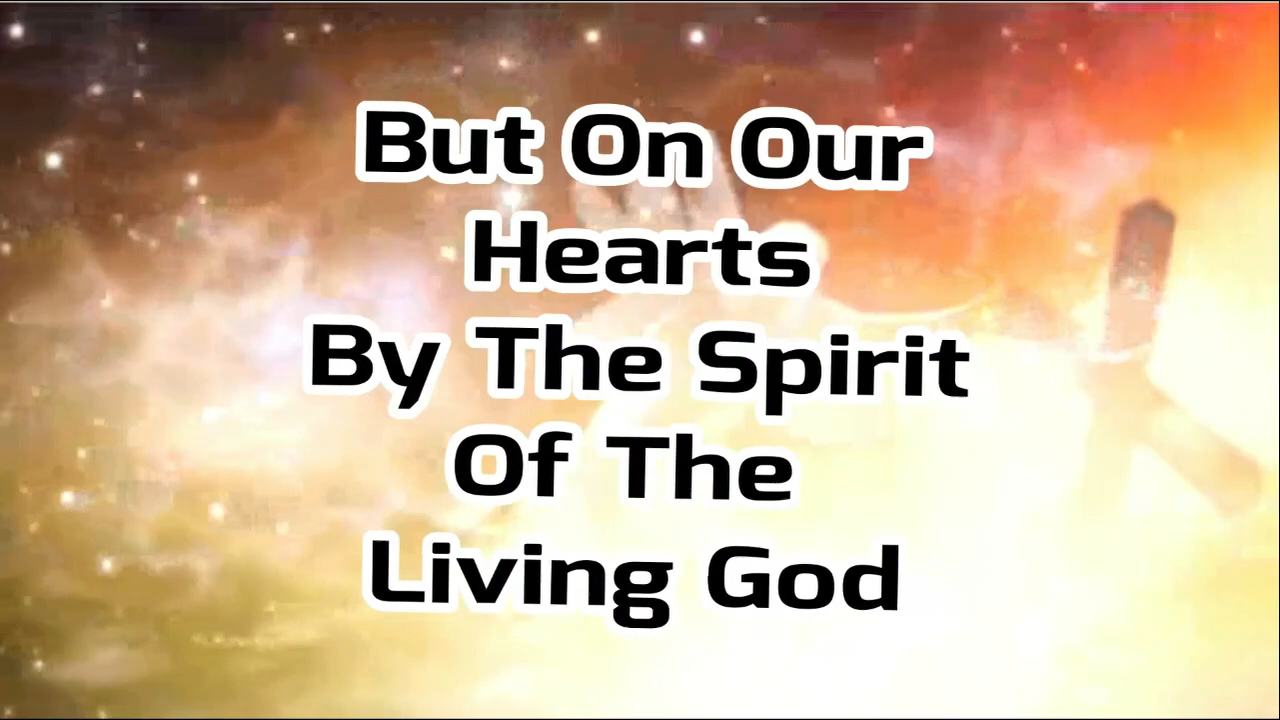 But On Our
Hearts
By The Spirit
Of The
Living God